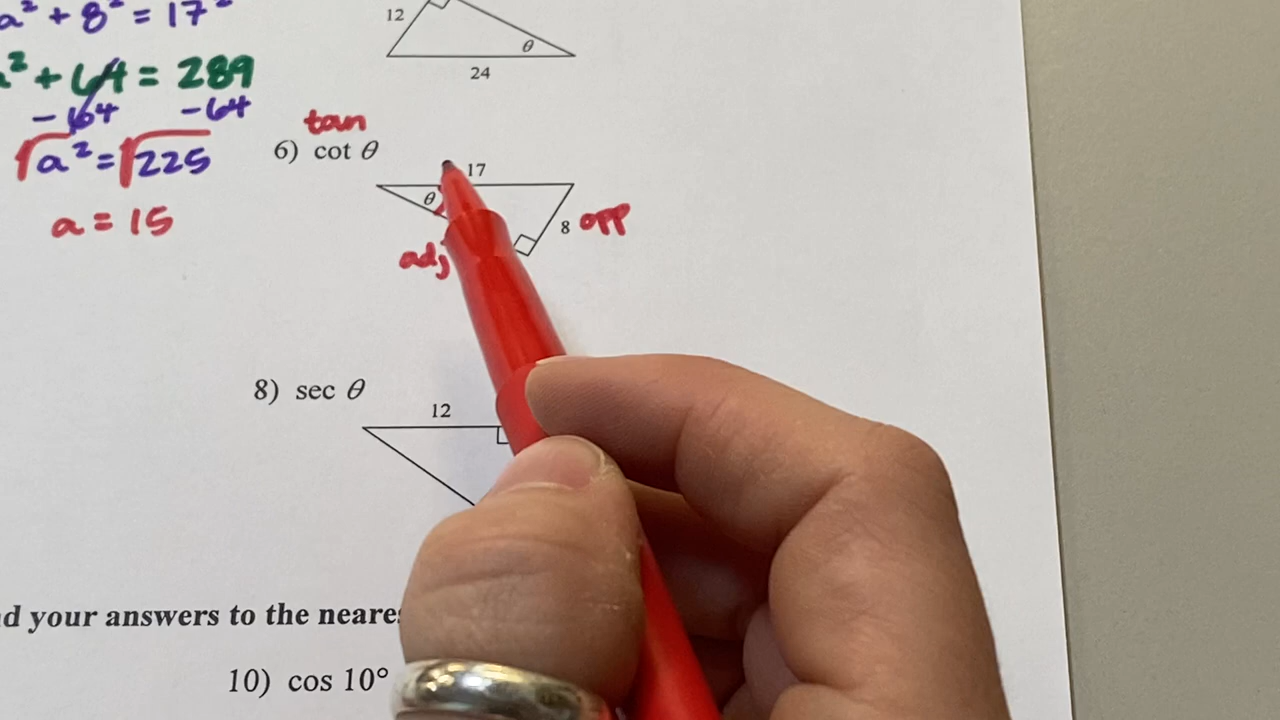 a² + 8² = 17²
12
θ
24
² + 64 = 289
- 64 - 64
√a² = √225
a = 15
tan
6) cot θ
17
θ
8 opp
adj
8) sec θ
12
d your answers to the neares
10) cos 10°